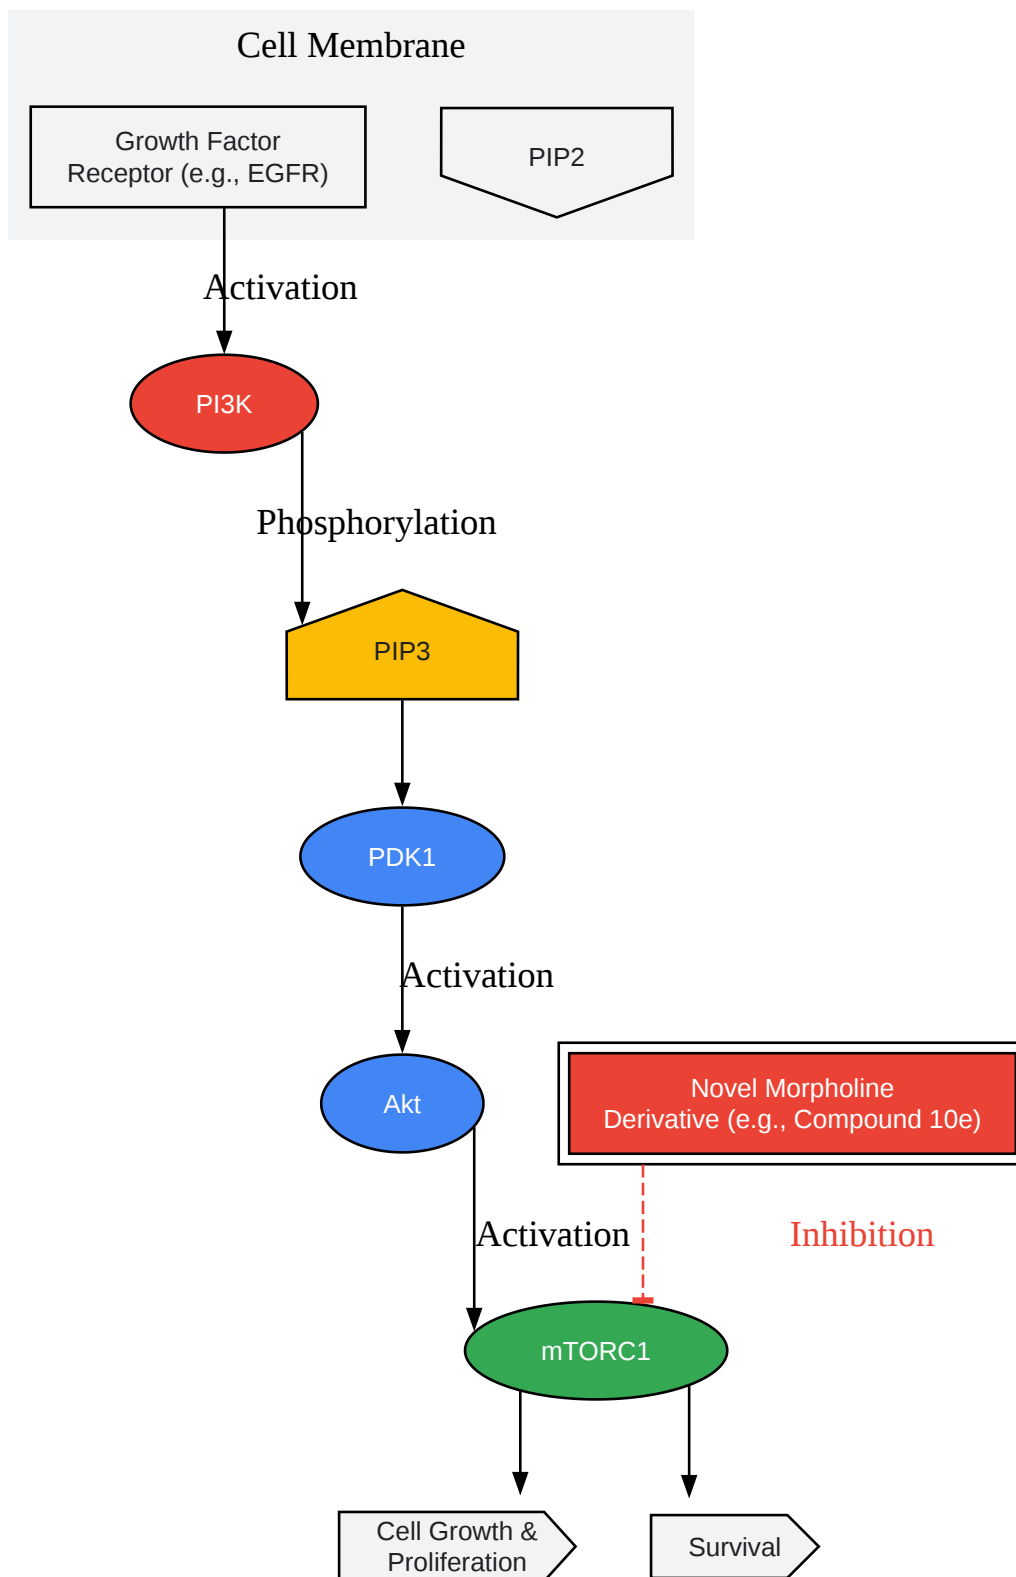 Cell Membrane
Growth Factor
Receptor (e.g., EGFR)
PIP2
Activation
PI3K
Phosphorylation
PIP3
PDK1
Activation
Akt
Novel Morpholine
Derivative (e.g., Compound 10e)
Activation
Inhibition
mTORC1
Cell Growth &
Proliferation
Survival